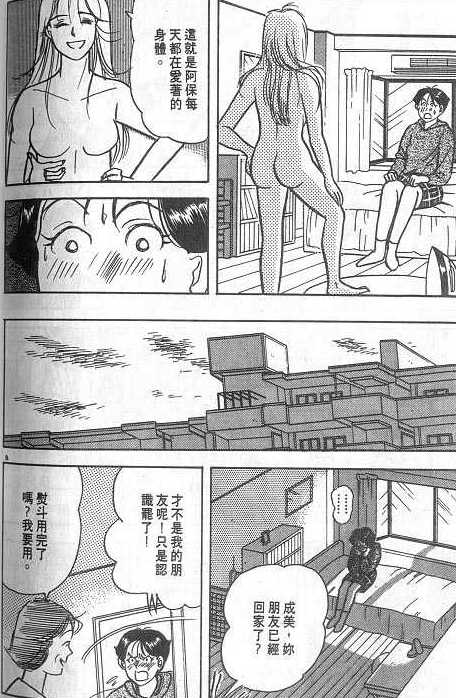 這就是阿保每
天都在愛著的
身體。
………
成美，妳
朋友已經
回家了？
才不是我的朋
友呢！只是認
識罷了！
熨斗用完了
嗎？我要用。